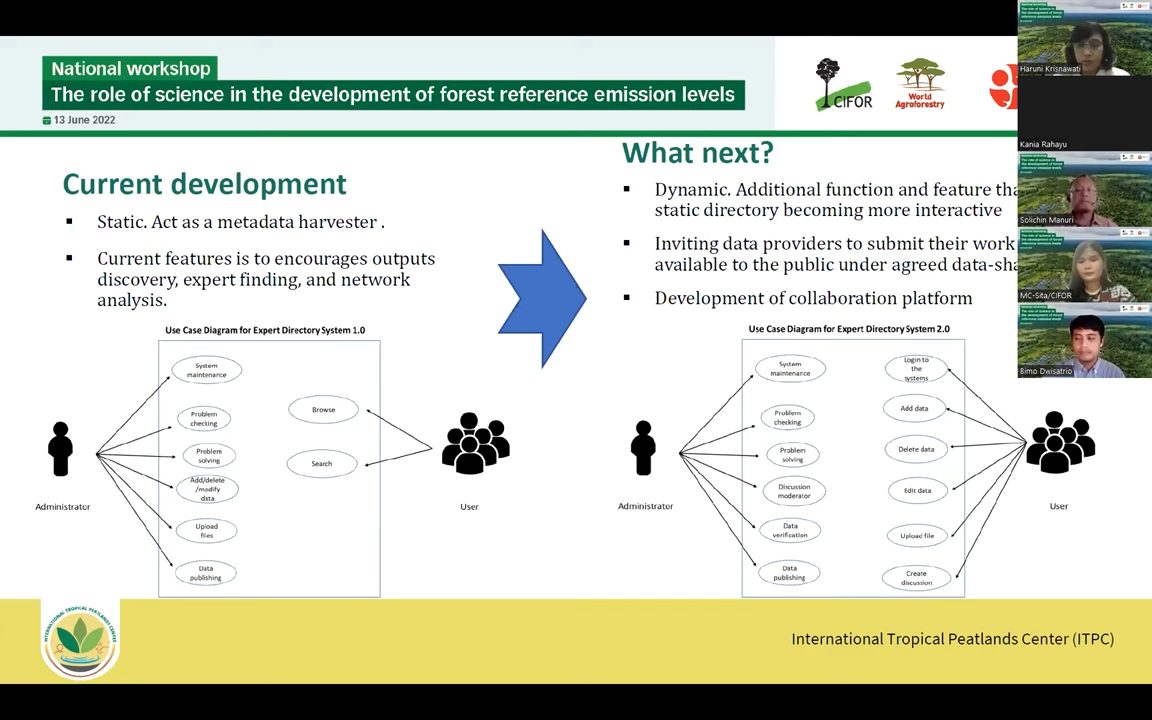 National workshop
The role of science in the development of forest reference emission levels
13 June 2022
CIFOR
World
Agroforestry
Current development
▪ Static. Act as a metadata harvester .
▪ Current features is to encourages outputs
discovery, expert finding, and network
analysis.
Use Case Diagram for Expert Directory System 1.0
System
maintenance
Problem
checking
Problem
solving
Add/delete
/modify
data
Upload
files
Data
publishing
Browse
Search
Administrator
User
What next?
▪ Dynamic. Additional function and feature tha
static directory becoming more interactive
▪ Inviting data providers to submit their work
available to the public under agreed data-sha
▪ Development of collaboration platform
Use Case Diagram for Expert Directory System 2.0
System
maintenance
Problem
checking
Problem
solving
Discussion
moderator
Data
verification
Data
publishing
Login to
the
systems
Add data
Delete data
Edit data
Upload file
Create
discussion
Administrator
User
Haruni Krisnawati
Kania Rahayu
Solichin Manuri
MC-Sita/CIFOR
Bimo Dwisatrio
INTERNATIONAL TROPICAL PEATLANDS CENTER
International Tropical Peatlands Center (ITPC)